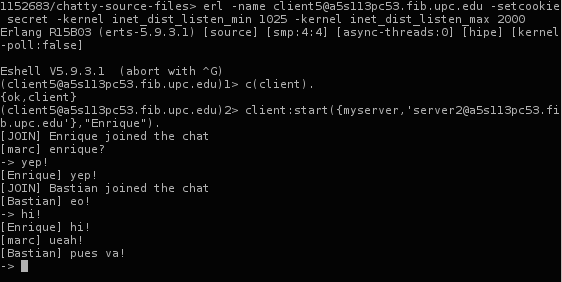 1152683/chatty-source-files> erl -name client5@a5s113pc53.fib.upc.edu -setcookie
 secret -kernel inet_dist_listen_min 1025 -kernel inet_dist_listen_max 2000
Erlang R15B03 (erts-5.9.3.1) [source] [smp:4:4] [async-threads:0] [hipe] [kernel
-poll:false]
Eshell V5.9.3.1  (abort with ^G)
(client5@a5s113pc53.fib.upc.edu)1> c(client).
{ok,client}
(client5@a5s113pc53.fib.upc.edu)2> client:start({myserver,'server2@a5s113pc53.fi
b.upc.edu'},"Enrique").
[JOIN] Enrique joined the chat
[marc] enrique?
-> yep!
[Enrique] yep!
[JOIN] Bastian joined the chat
[Bastian] eo!
-> hi!
[Enrique] hi!
[marc] ueah!
[Bastian] pues va!
->